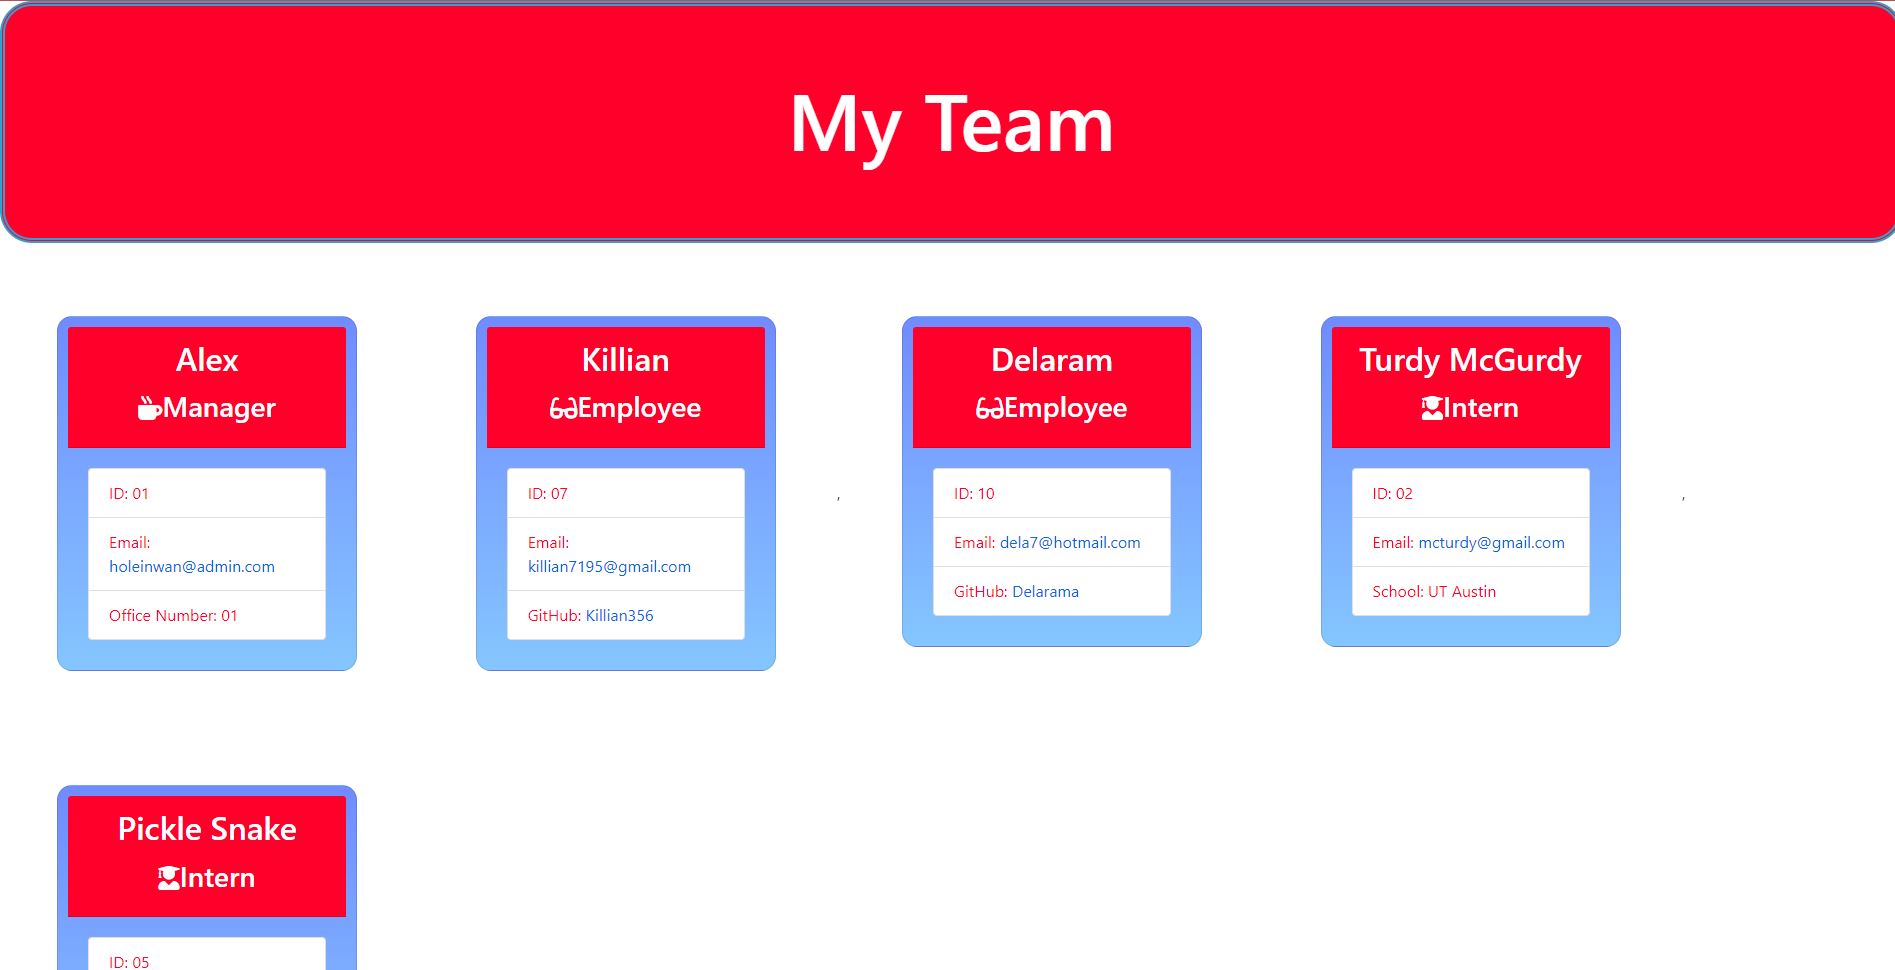 My Team
Alex
Manager
ID: 01
Email:
holeinwan@admin.com
Office Number: 01
Killian
Employee
ID: 07
Email:
killian7195@gmail.com
GitHub: Killian356
,
Delaram
Employee
ID: 10
Email: dela7@hotmail.com
GitHub: Delarama
Turdy McGurdy
Intern
ID: 02
Email: mcturdy@gmail.com
School: UT Austin
,
Pickle Snake
Intern
ID: 05